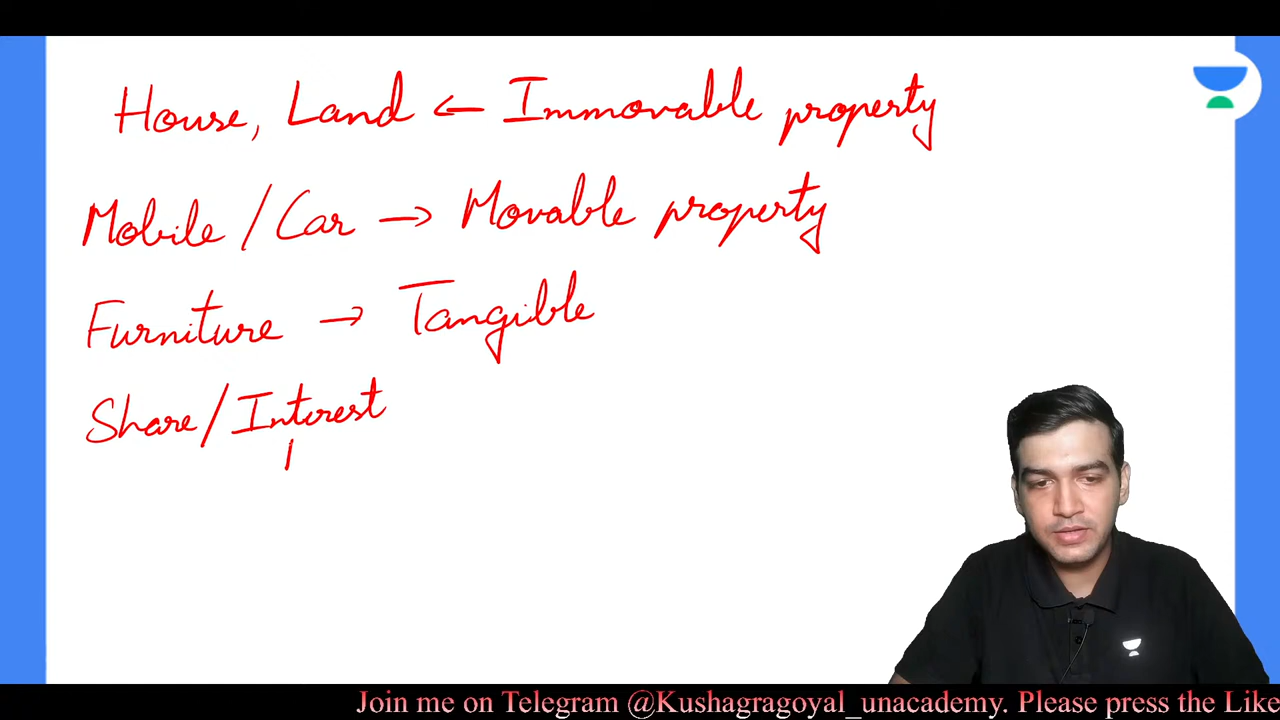 House, Land ← Immovable property
Mobile / Car → Movable property
Furniture → Tangible
Share / Interest
Join me on Telegram @Kushagragoyal_unacademy. Please press the Like